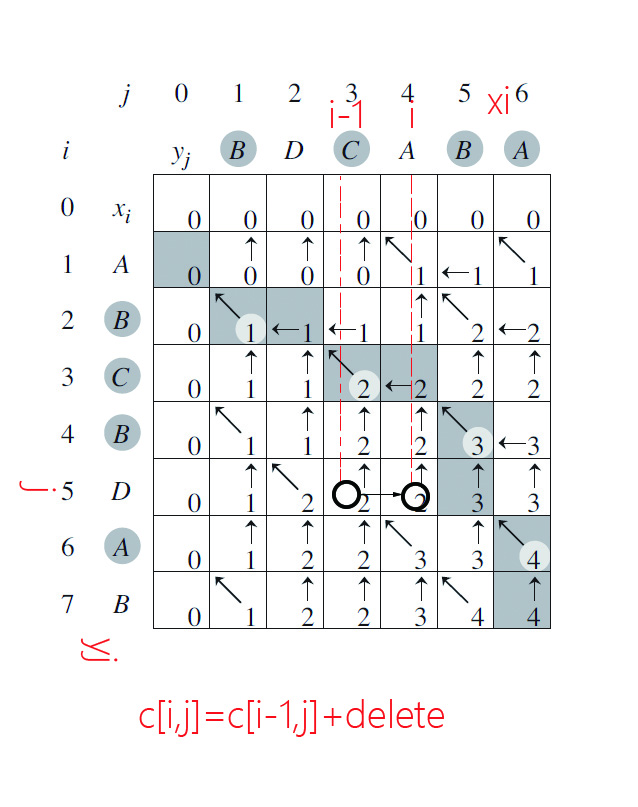 j 0 1 2 3 4 5 6
i-1 i xi
i yj B D C A B A
0 xi 0 0 0 0 0 0 0
1 A 0 0 0 0 1 1 1
2 B 0 1 1 1 1 2 2
3 C 0 1 1 2 2 2 2
4 B 0 1 1 2 2 3 3
j 5 D 0 1 2 2 2 3 3
6 A 0 1 2 2 3 3 4
7 B 0 1 2 2 3 4 4
yj
c[i,j]=c[i-1,j]+delete